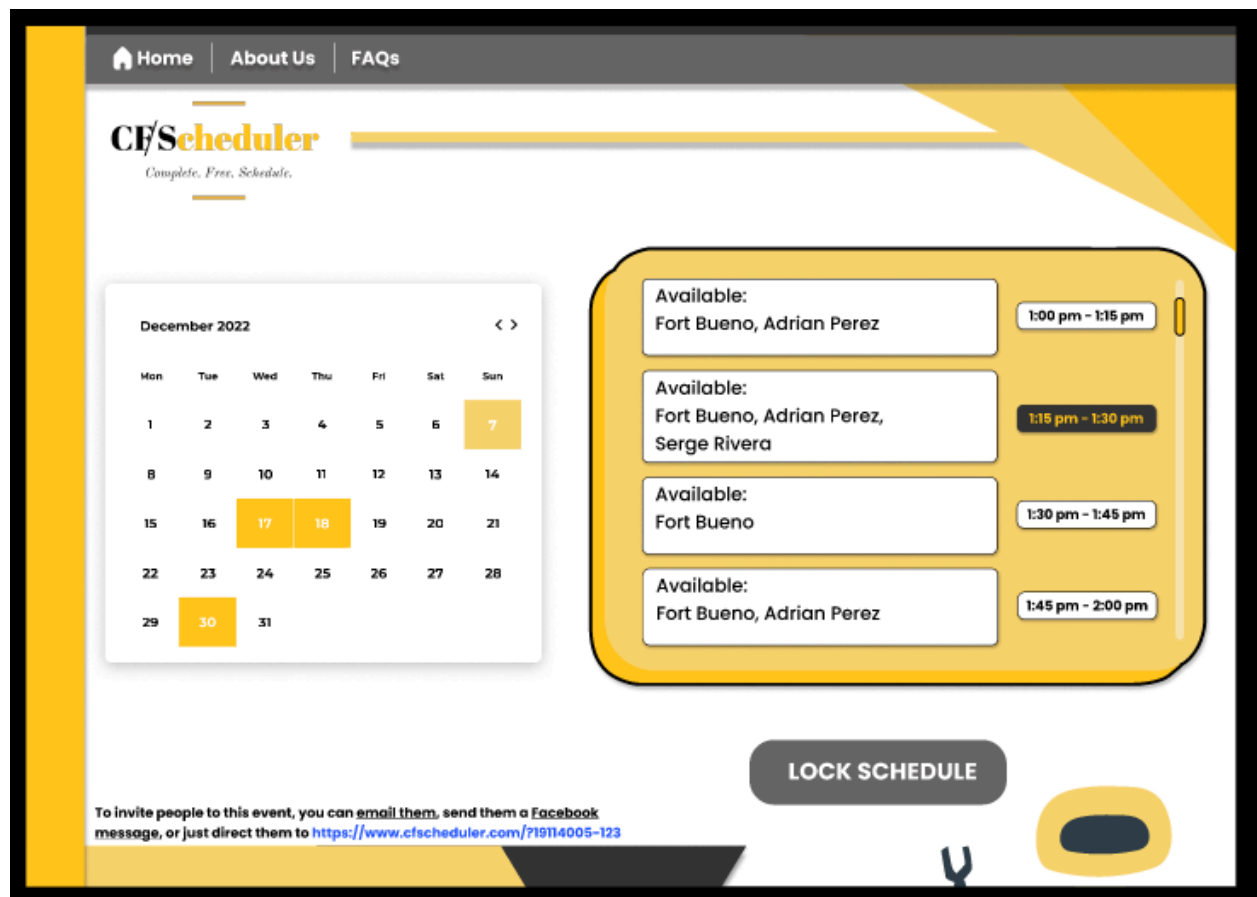 Home About Us FAQs
CF/Scheduler
Complete. Free. Schedule.
December 2022 < >
Mon Tue Wed Thu Fri Sat Sun
1 2 3 4 5 6 7
8 9 10 11 12 13 14
15 16 17 18 19 20 21
22 23 24 25 26 27 28
29 30 31
Available:
Fort Bueno, Adrian Perez
1:00 pm - 1:15 pm
Available:
Fort Bueno, Adrian Perez,
Serge Rivera
1:15 pm - 1:30 pm
Available:
Fort Bueno
1:30 pm - 1:45 pm
Available:
Fort Bueno, Adrian Perez
1:45 pm - 2:00 pm
LOCK SCHEDULE
To invite people to this event, you can email them, send them a Facebook
message, or just direct them to https://www.cfscheduler.com/?19114005-123